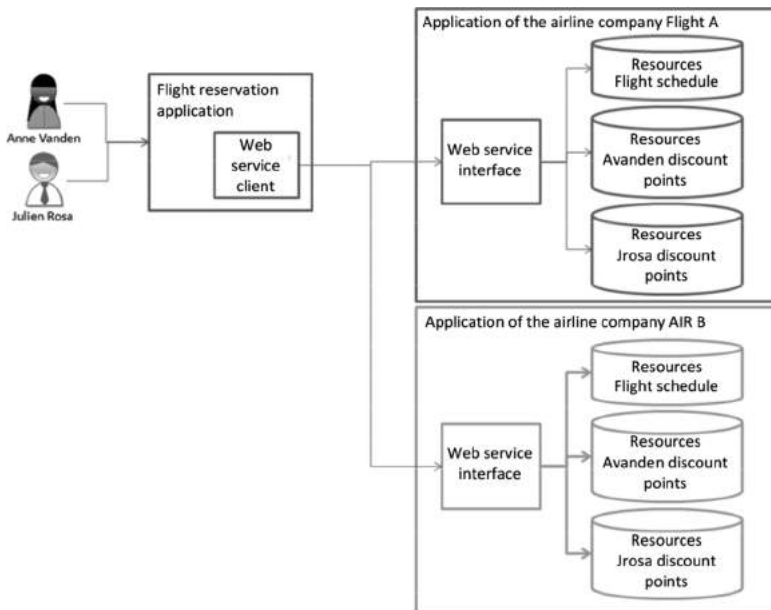 Anne Vanden
Julien Rosa
Flight reservation
application
Web
service
client
Application of the airline company Flight A
Web service
interface
Resources
Flight schedule
Resources
Avanden discount
points
Resources
Jrosa discount
points
Application of the airline company AIR B
Web service
interface
Resources
Flight schedule
Resources
Avanden discount
points
Resources
Jrosa discount
points